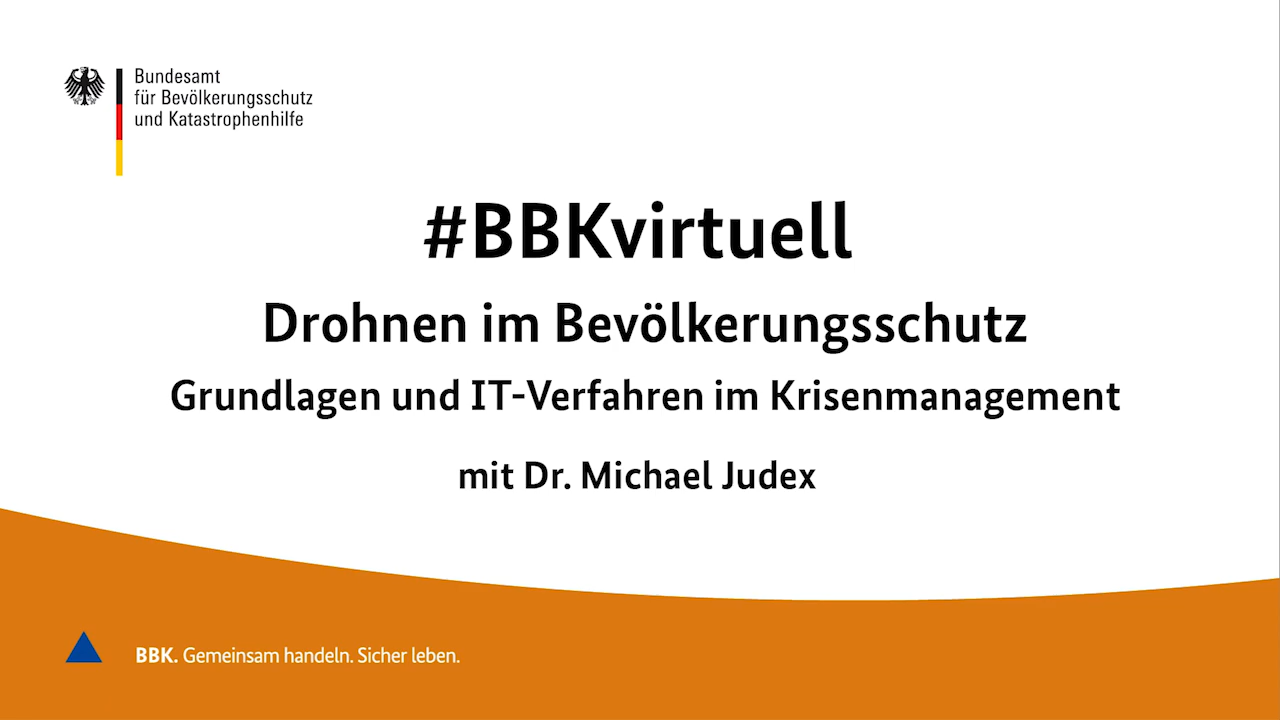 Bundesamt
für Bevölkerungsschutz
und Katastrophenhilfe
#BBKvirtuell
Drohnen im Bevölkerungsschutz
Grundlagen und IT-Verfahren im Krisenmanagement
mit Dr. Michael Judex
BBK. Gemeinsam handeln. Sicher leben.